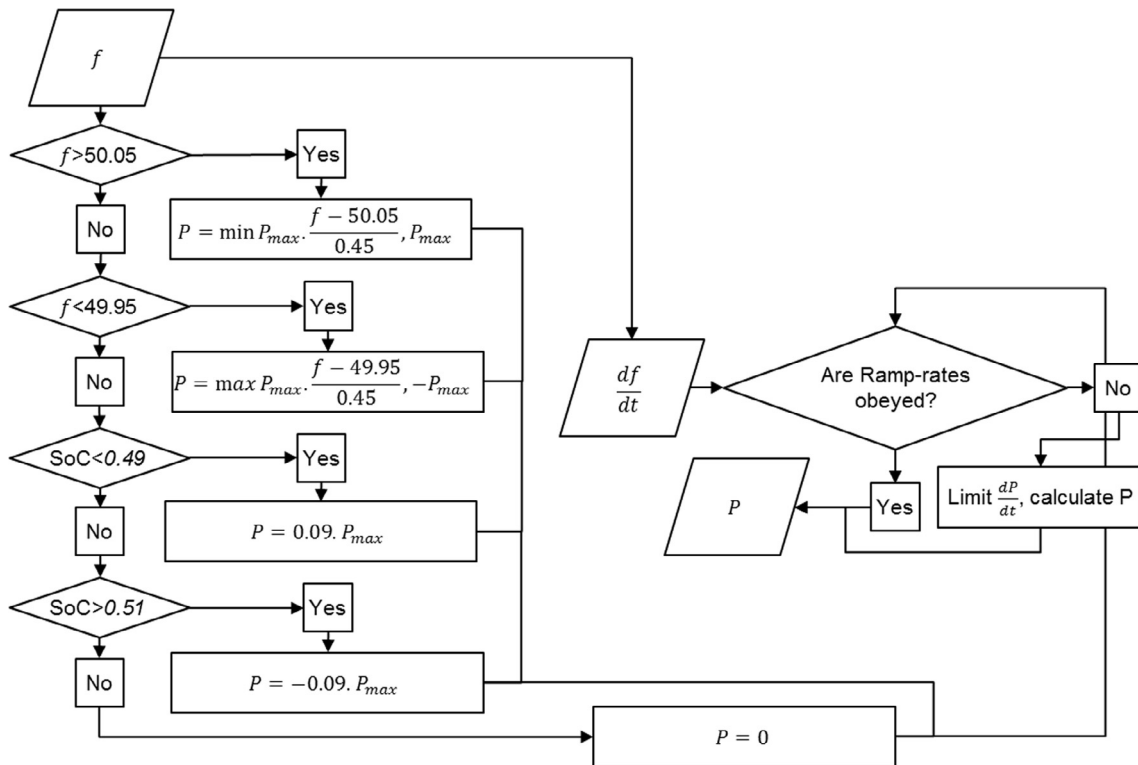 f
f>50.05
Yes
No
P = min P_max. (f − 50.05)/0.45, P_max
f<49.95
Yes
No
P = max P_max. (f − 49.95)/0.45, −P_max
SoC<0.49
Yes
No
P = 0.09. P_max
SoC>0.51
Yes
No
P = −0.09. P_max
P = 0
df/dt
Are Ramp-rates
obeyed?
No
Yes
Limit dP/dt, calculate P
P